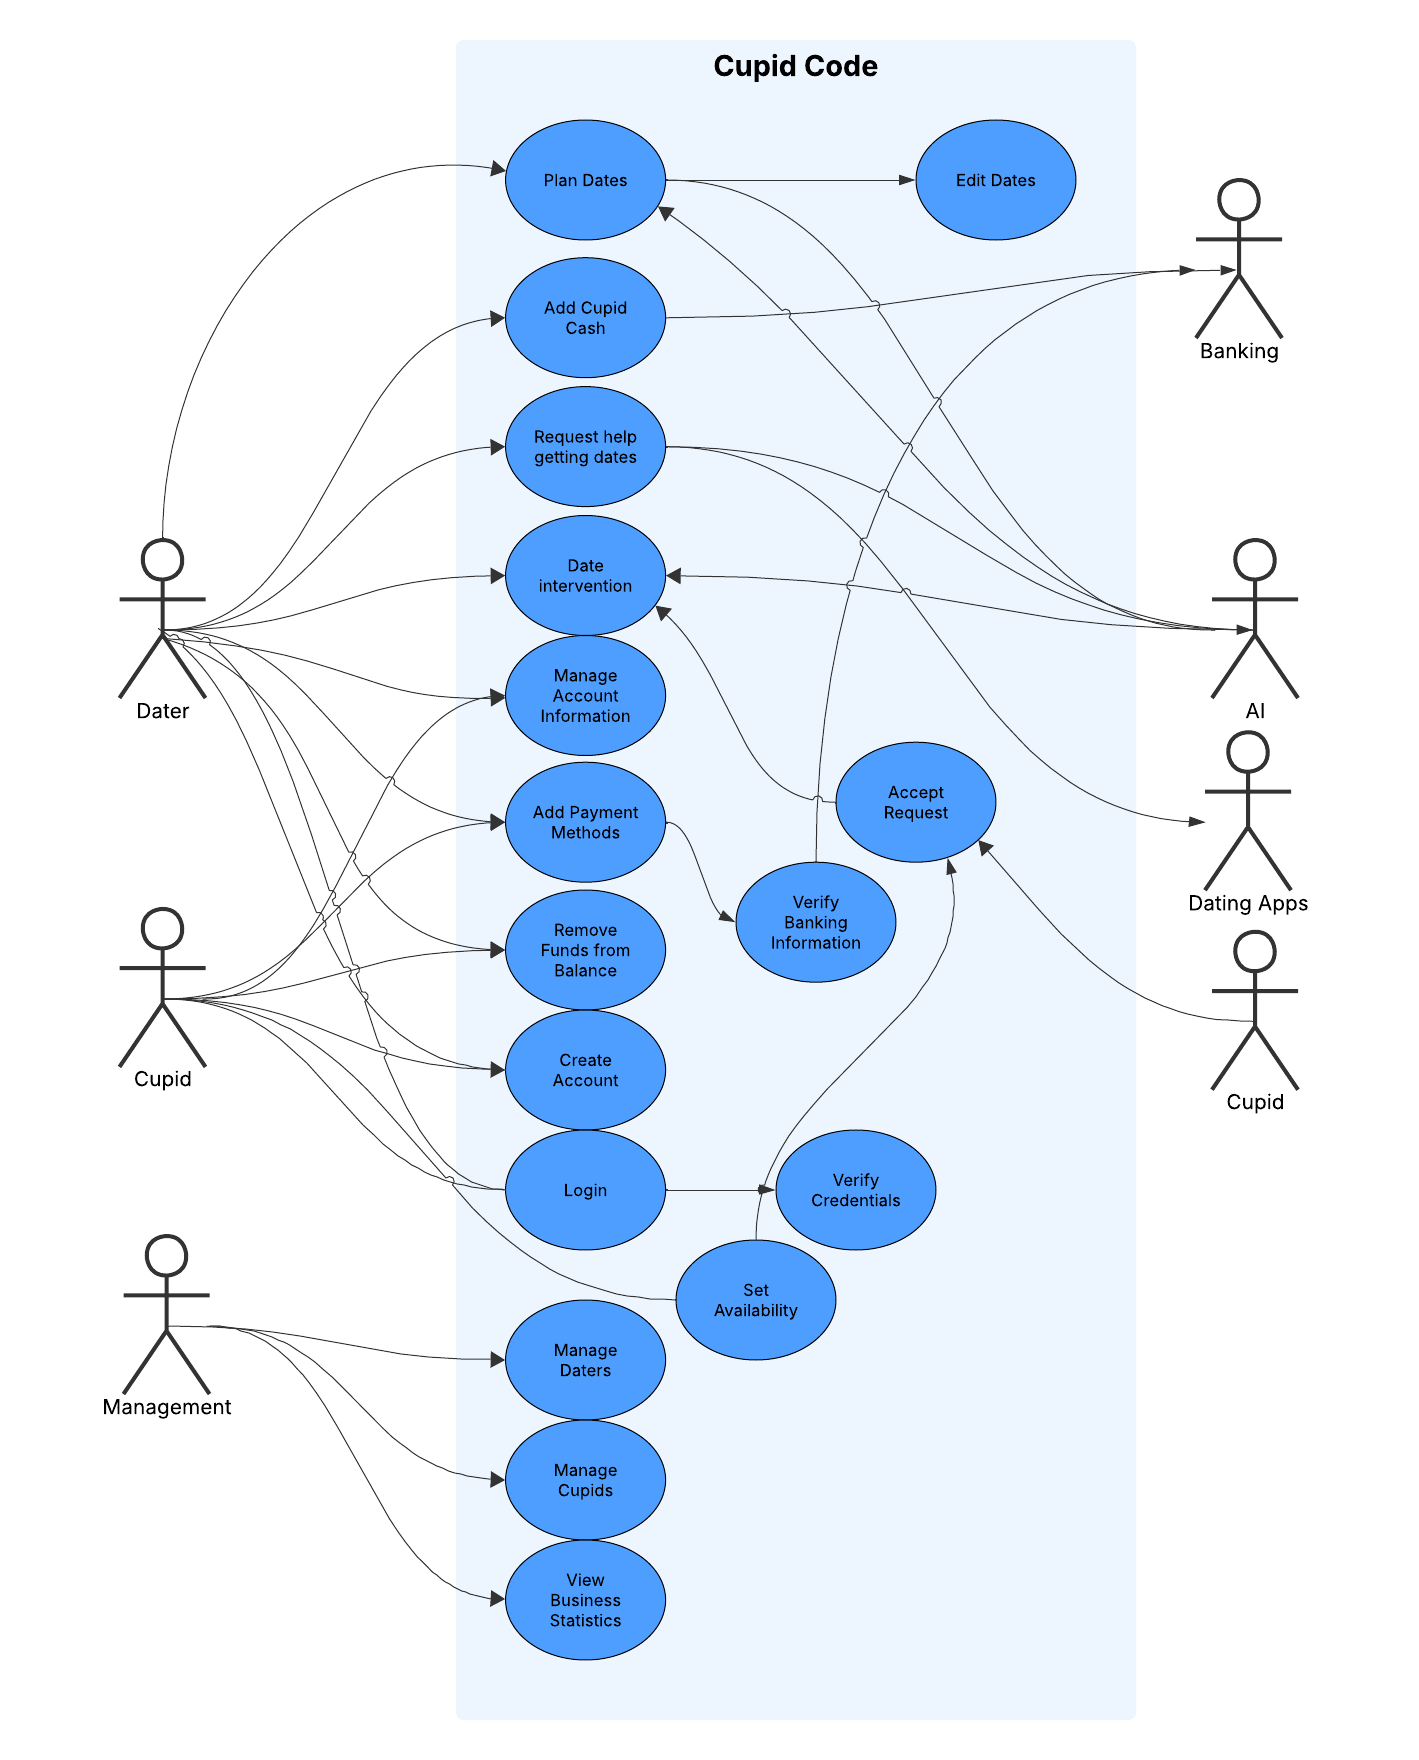 Cupid Code
Plan Dates
Edit Dates
Add Cupid
Cash
Banking
Request help
getting dates
Date
intervention
Dater
Manage
Account
Information
AI
Add Payment
Methods
Accept
Request
Dating Apps
Verify
Banking
Information
Remove
Funds from
Balance
Cupid
Create
Account
Cupid
Login
Verify
Credentials
Set
Availability
Management
Manage
Daters
Manage
Cupids
View
Business
Statistics